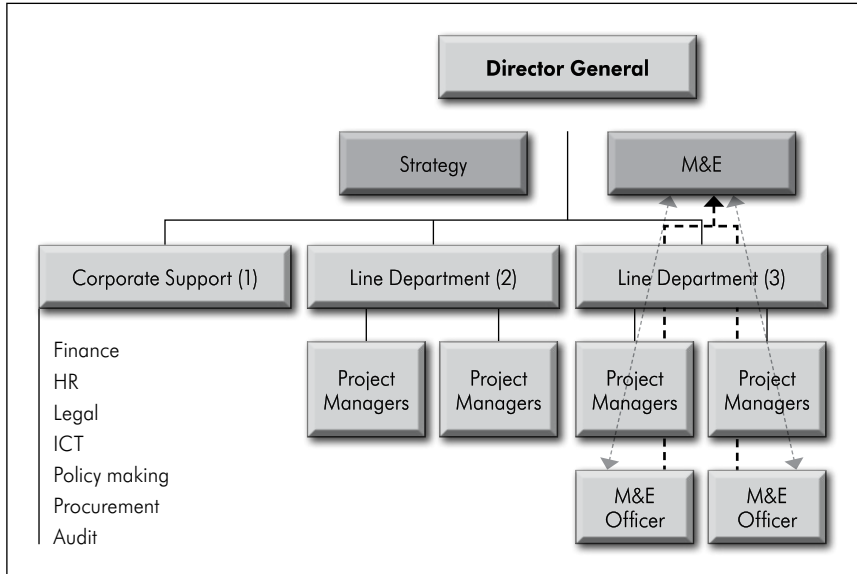 Director General
Strategy
M&E
Corporate Support (1)
Line Department (2)
Line Department (3)
Finance
HR
Legal
ICT
Policy making
Procurement
Audit
Project
Managers
Project
Managers
Project
Managers
Project
Managers
M&E
Officer
M&E
Officer